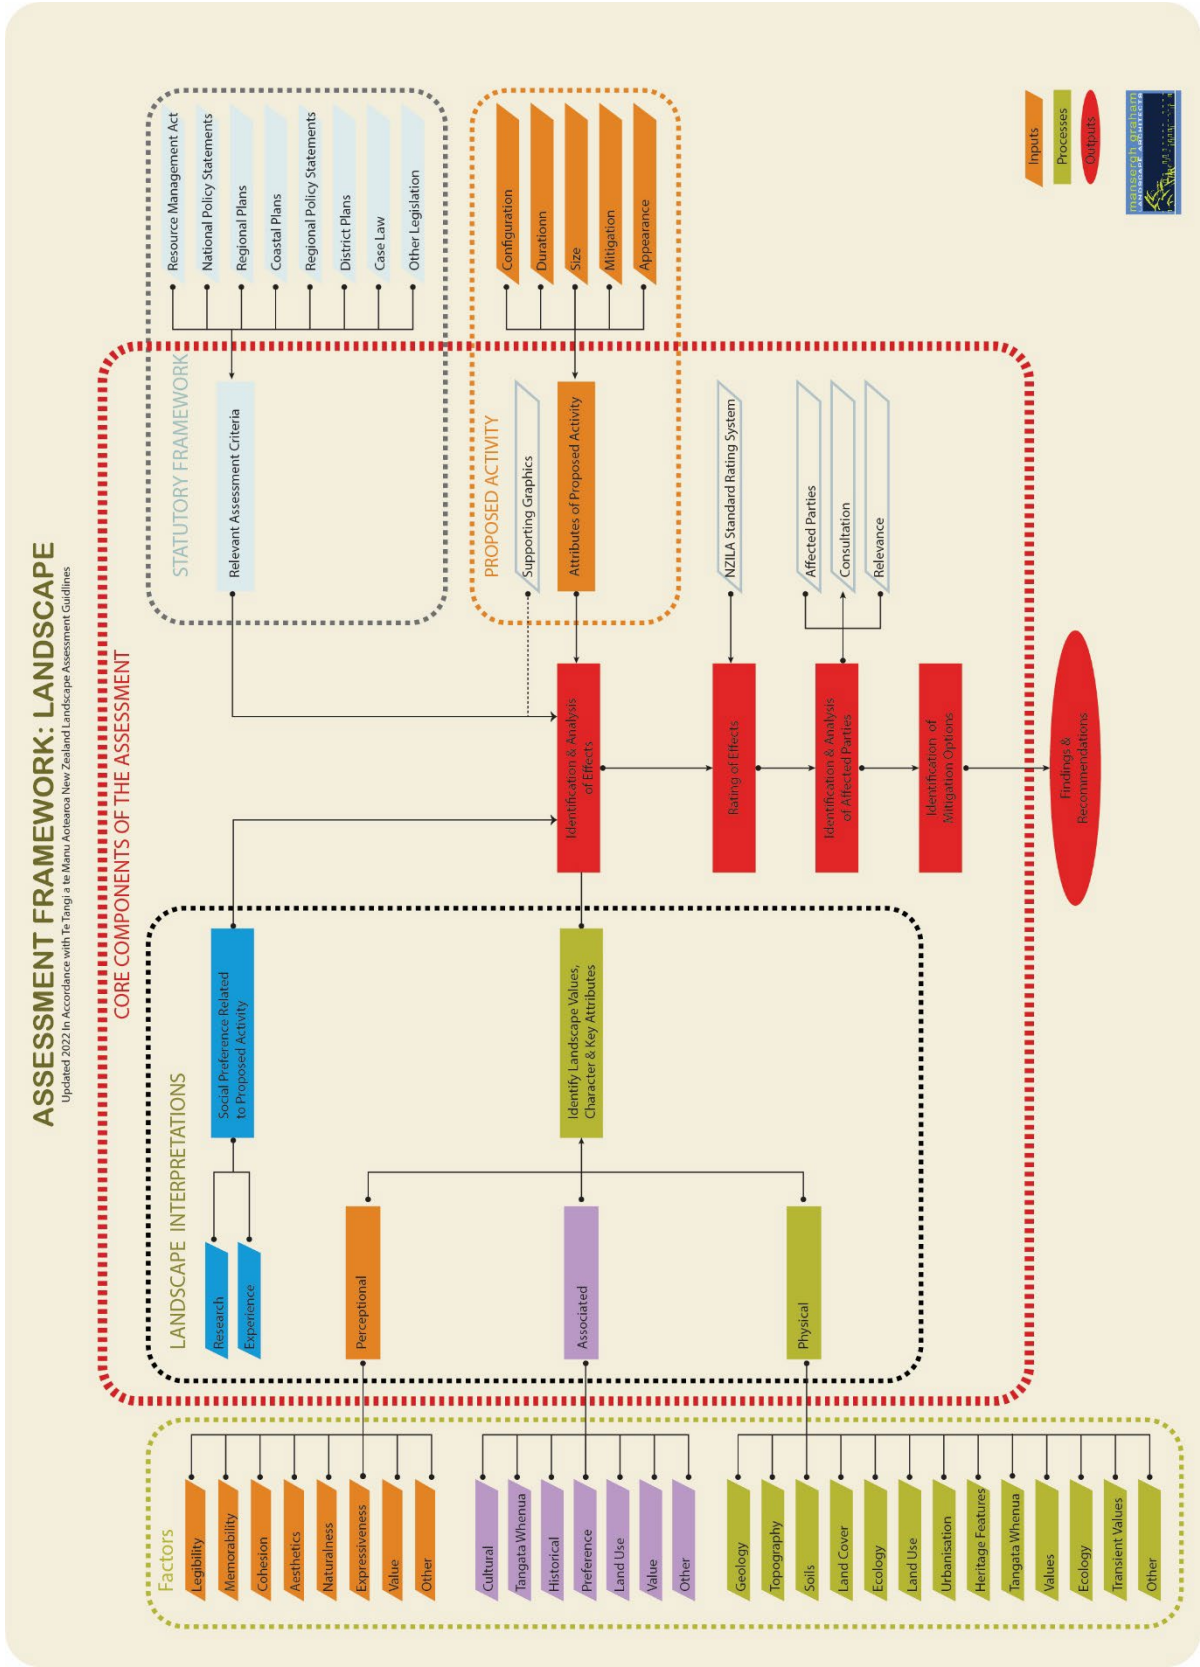 ASSESSMENT FRAMEWORK: LANDSCAPE
Updated 2022 In Accordance with Te Tangi a te Manu Aotearoa New Zealand Landscape Assessment Guidlines
CORE COMPONENTS OF THE ASSESSMENT
Factors
Legibility
Memorability
Cohesion
Aesthetics
Naturalness
Expressiveness
Value
Other
Cultural
Tangata Whenua
Historical
Preference
Land Use
Value
Other
Geology
Topography
Soils
Land Cover
Ecology
Land Use
Urbanisation
Heritage Features
Tangata Whenua
Values
Ecology
Transient Values
Other
LANDSCAPE INTERPRETATIONS
Research
Experience
Social Preference Related
to Proposed Activity
Perceptional
Associated
Physical
Identify Landscape Values,
Character & Key Attributes
Identification & Analysis
of Effects
Rating of Effects
Identification & Analysis
of Affected Parties
Identification of
Mitigation Options
Findings &
Recommendations
STATUTORY FRAMEWORK
Relevant Assessment Criteria
Resource Management Act
National Policy Statements
Regional Plans
Coastal Plans
Regional Policy Statements
District Plans
Case Law
Other Legislation
PROPOSED ACTIVITY
Supporting Graphics
Attributes of Proposed Activity
Configuration
Durationn
Size
Mitigation
Appearance
NZILA Standard Rating System
Affected Parties
Consultation
Relevance
Inputs
Processes
Outputs
mansergh graham
LANDSCAPE ARCHITECTS